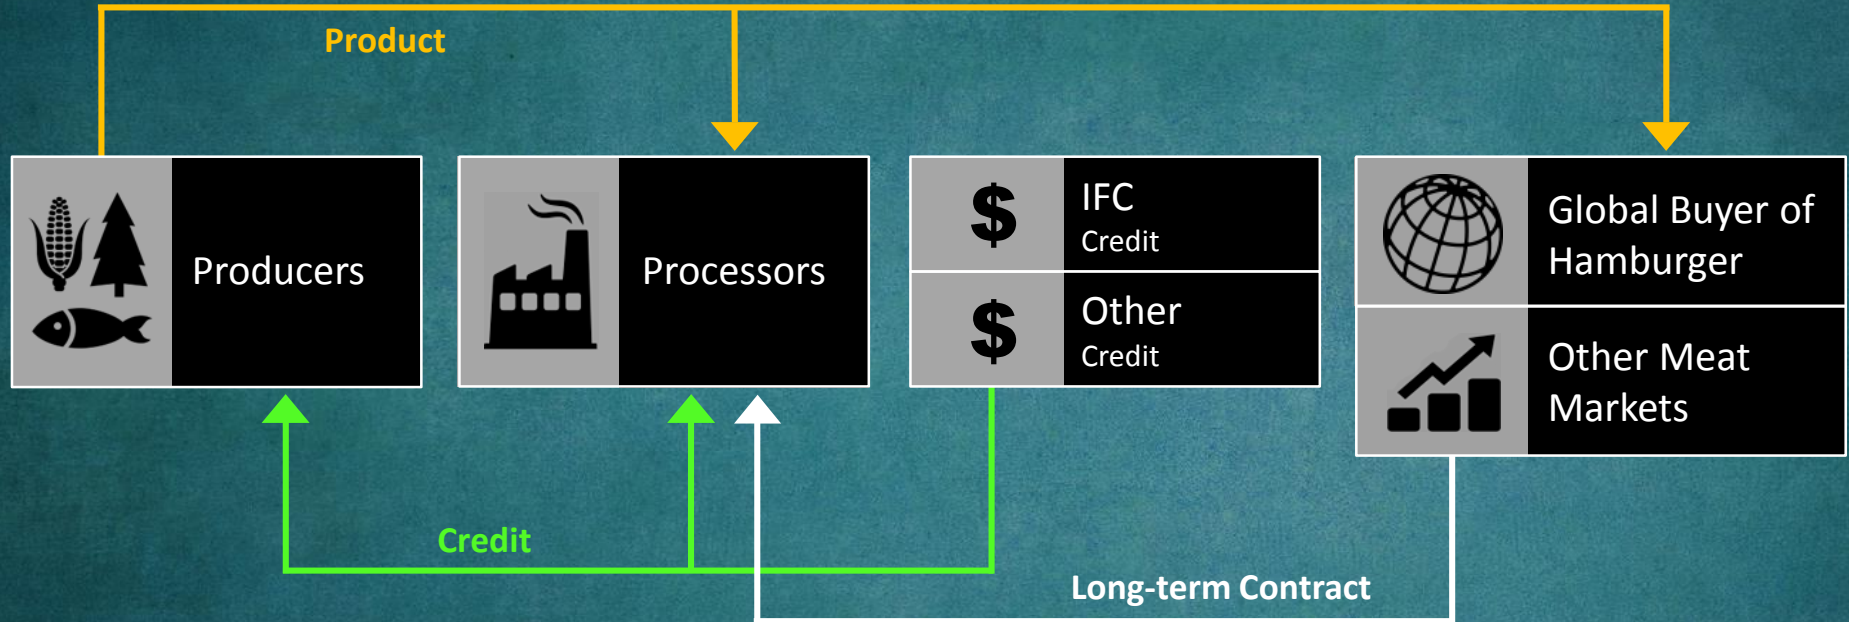 Product
Producers
Processors
$
IFC
Credit
$
Other
Credit
Global Buyer of
Hamburger
Other Meat
Markets
Credit
Long-term Contract